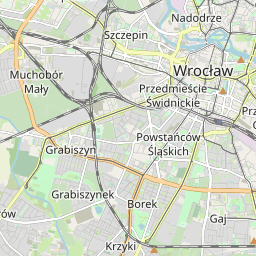 Nadodrze
Szczepin
Wrocław
Muchobór
Mały
Przedmieście
Świdnickie
Powstańców
Śląskich
Grabiszyn
Grabiszynek
Borek
Gaj
Krzyki